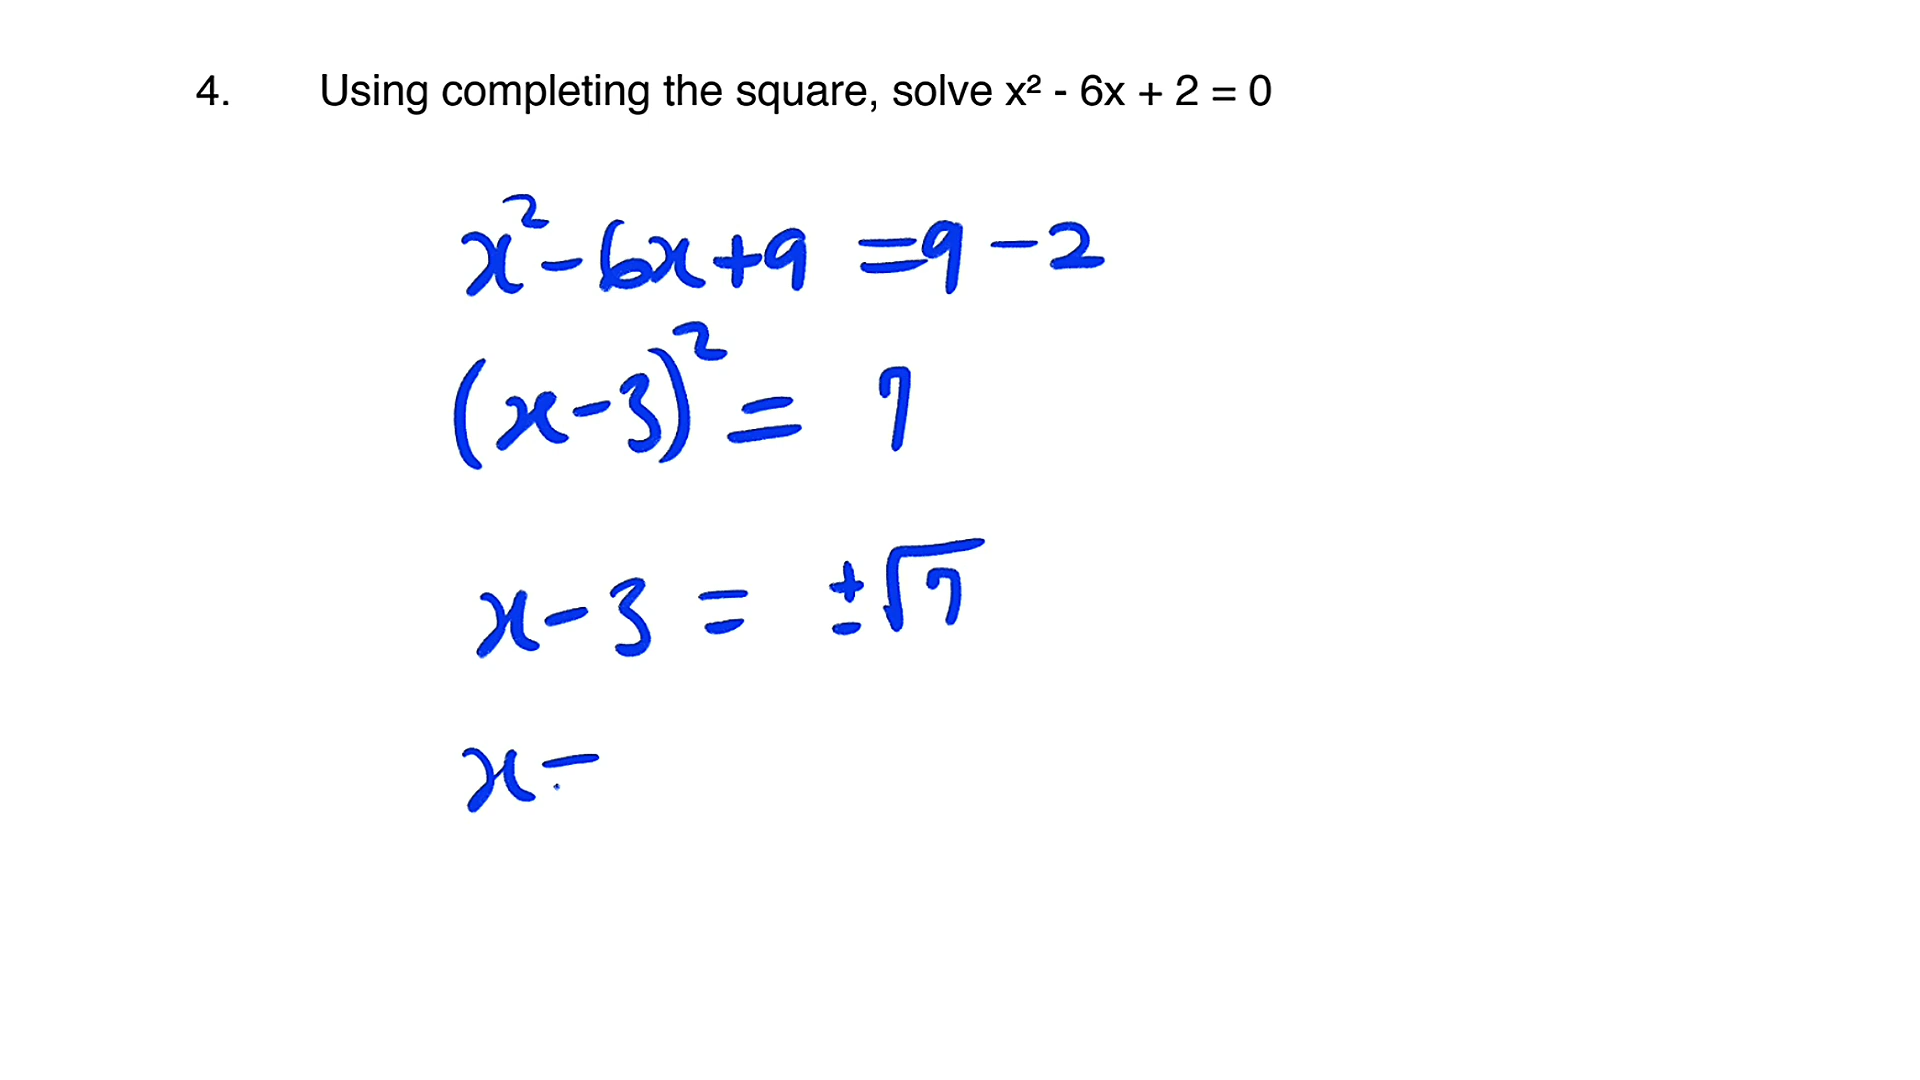 4. Using completing the square, solve x² - 6x + 2 = 0
x² - 6x + 9 = 9 - 2
(x - 3)² = 7
x - 3 = ±√7
x =